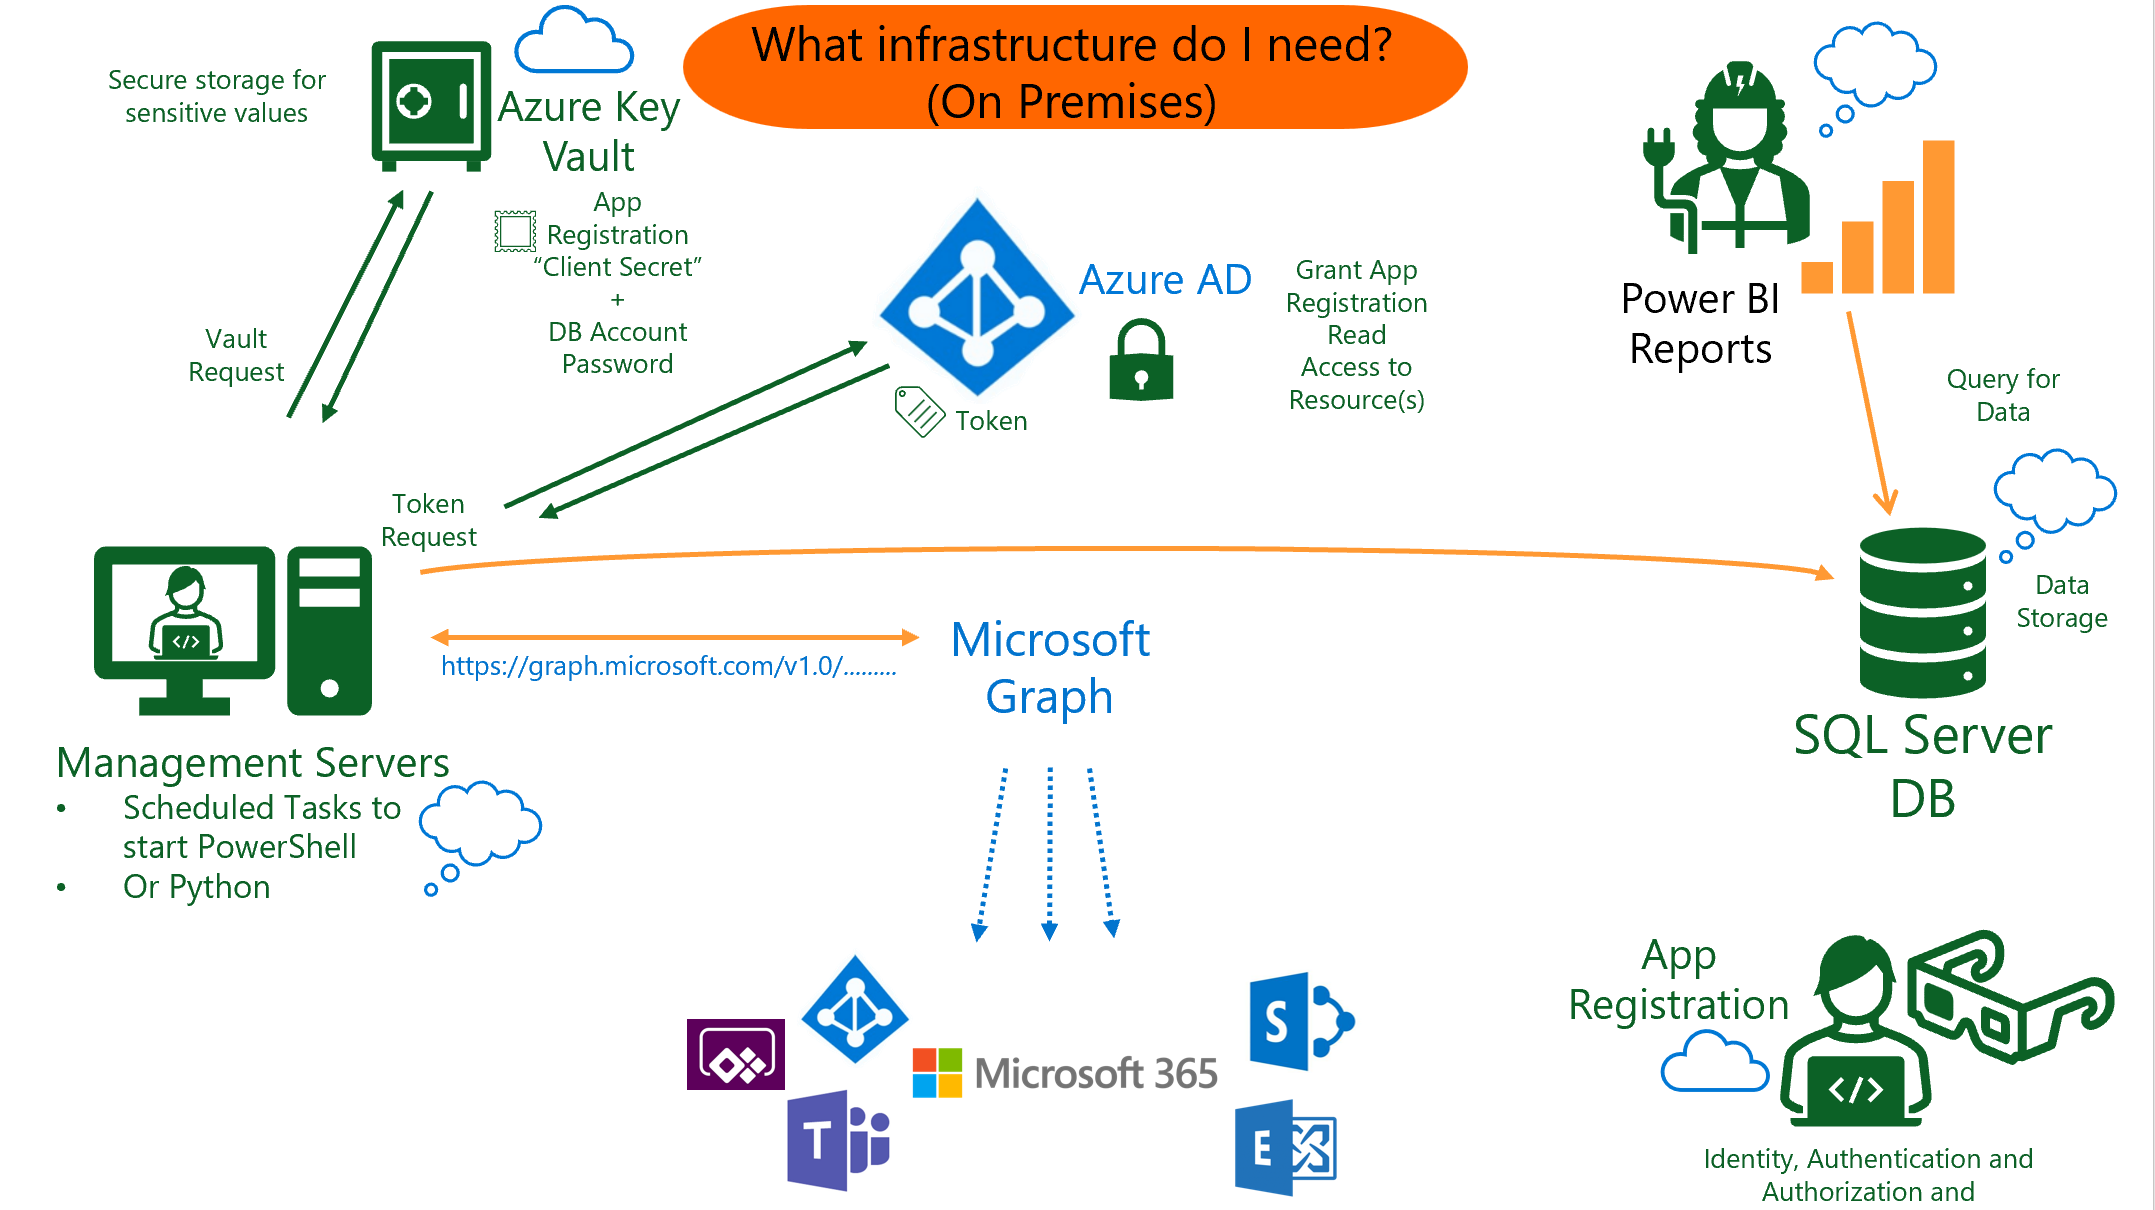 What infrastructure do I need?
(On Premises)
Secure storage for
sensitive values
Azure Key
Vault
App
Registration
“Client Secret”
+
DB Account
Password
Vault
Request
Azure AD
Token
Grant App
Registration
Read
Access to
Resource(s)
Power BI
Reports
Query for
Data
Token
Request
Data
Storage
SQL Server
DB
https://graph.microsoft.com/v1.0/.........
Microsoft
Graph
Management Servers
• Scheduled Tasks to
start PowerShell
• Or Python
</>
Microsoft 365
S
T
E
App
Registration
</>
Identity, Authentication and
Authorization and